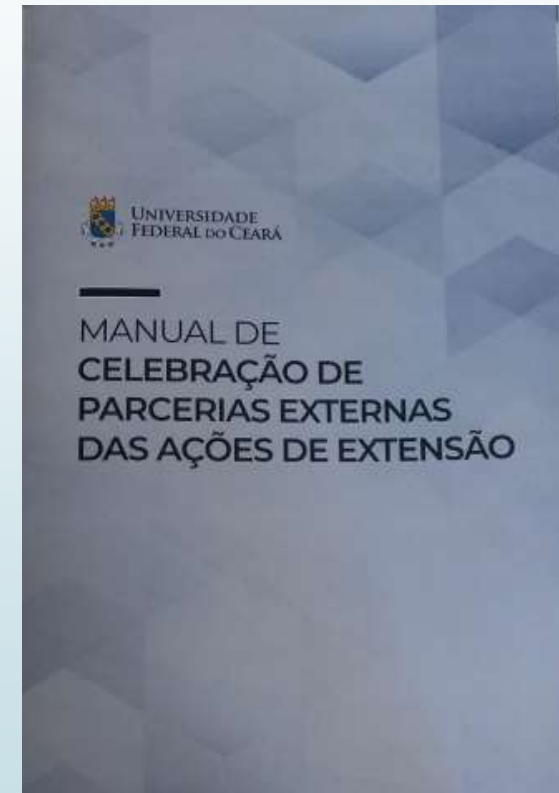 UNIVERSIDADE
FEDERAL DO CEARÁ
MANUAL DE
CELEBRAÇÃO DE
PARCERIAS EXTERNAS
DAS AÇÕES DE EXTENSÃO